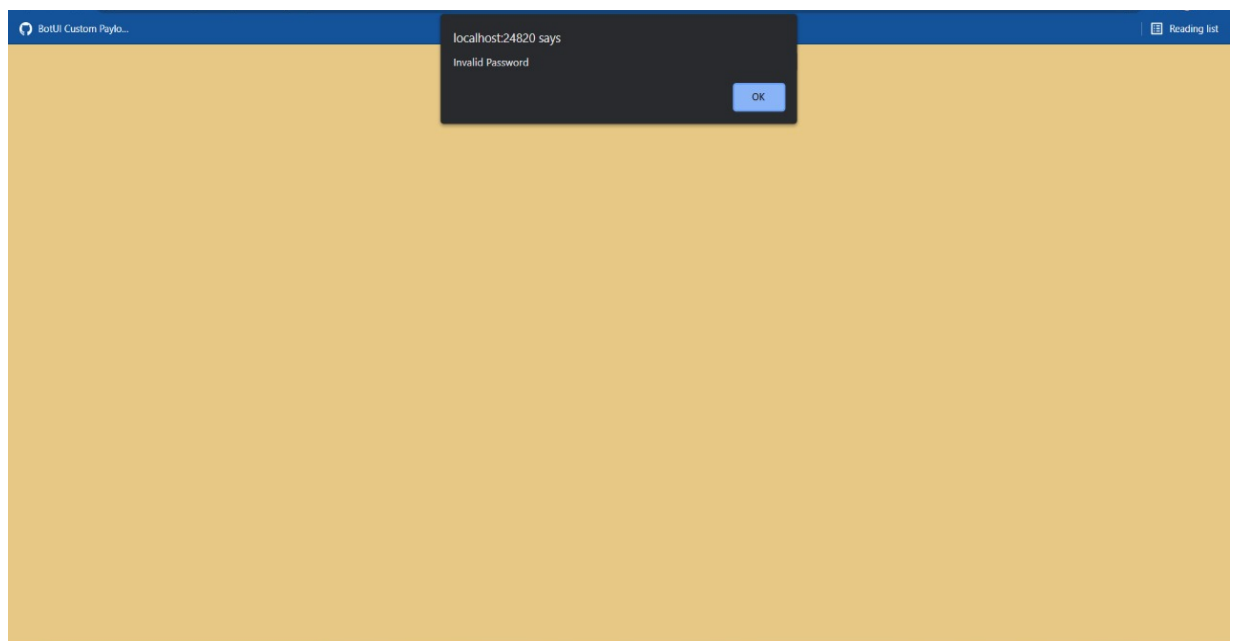 BotUI Custom Paylo...
localhost:24820 says
Reading list
Invalid Password
OK